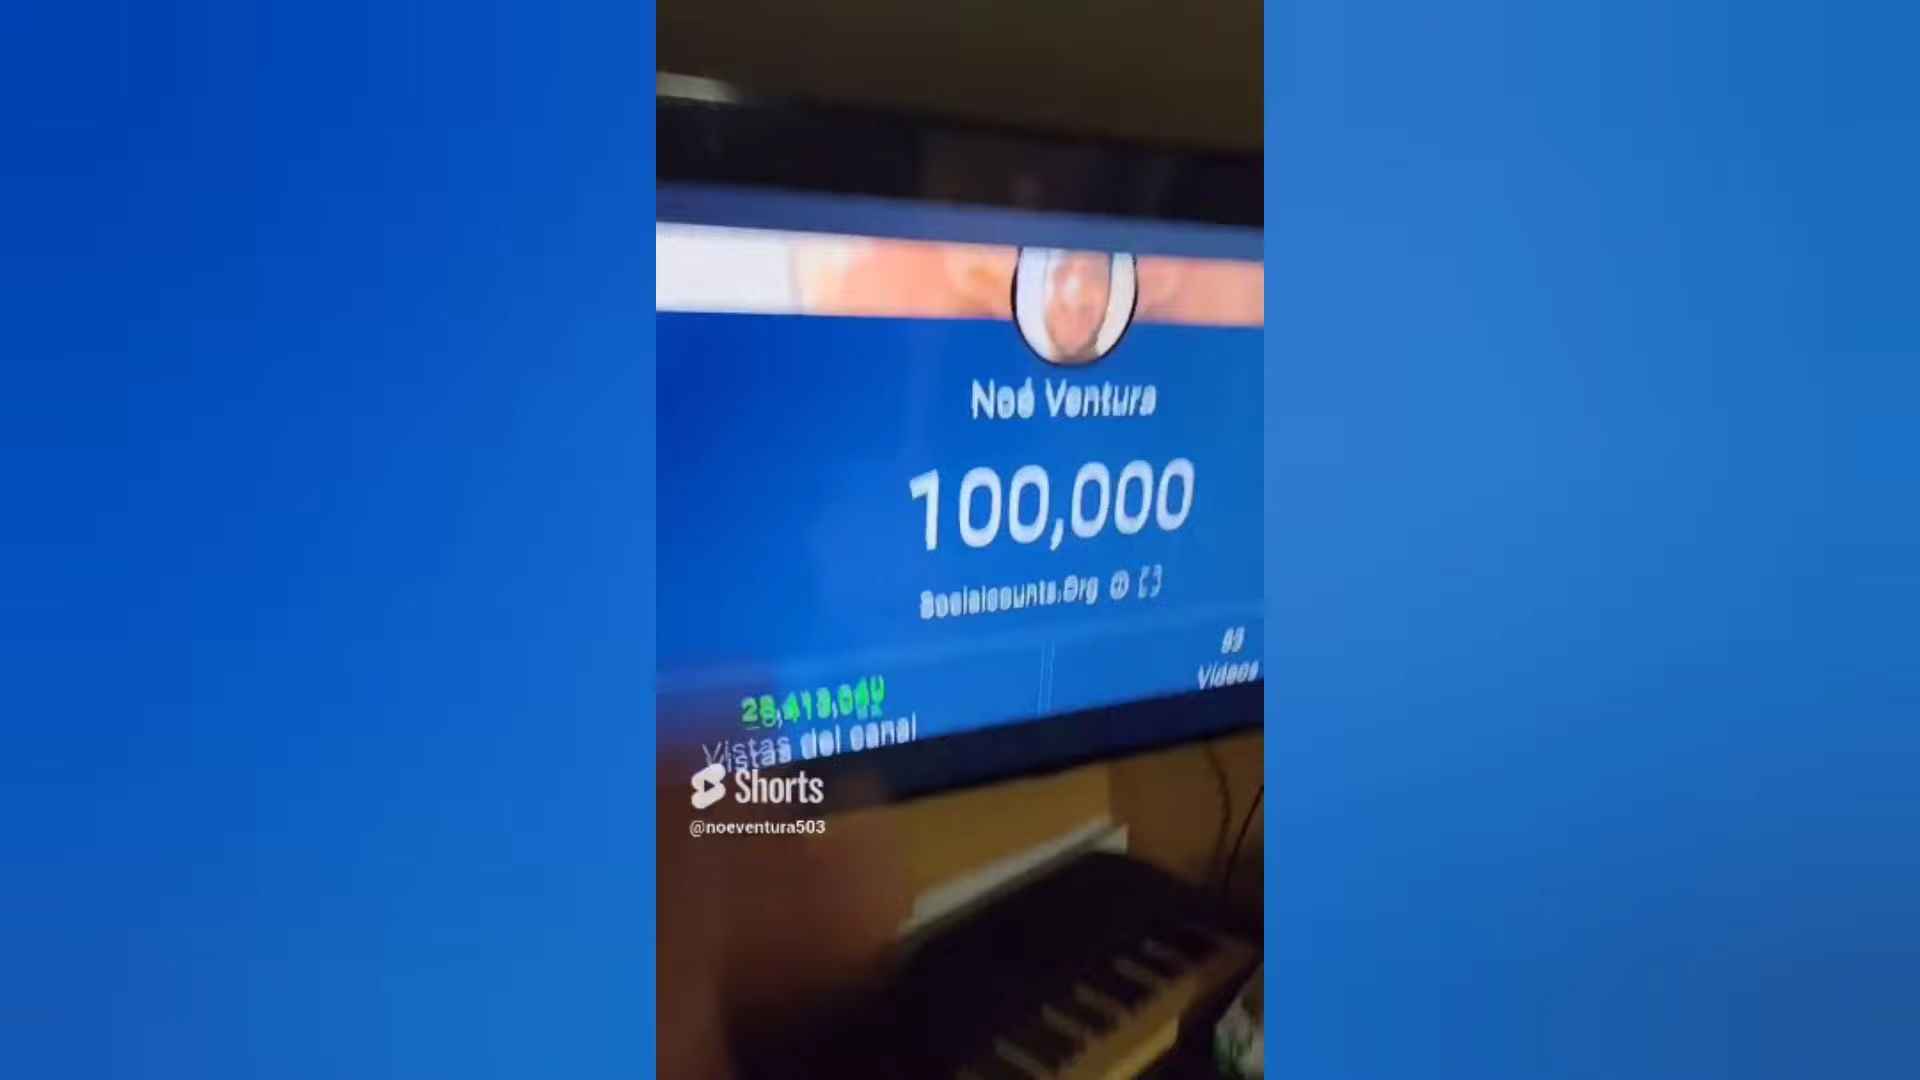 Noé Ventura
100,000
Socialcounts.Org
Videos
Vistas del canal
Shorts
@noeventura503